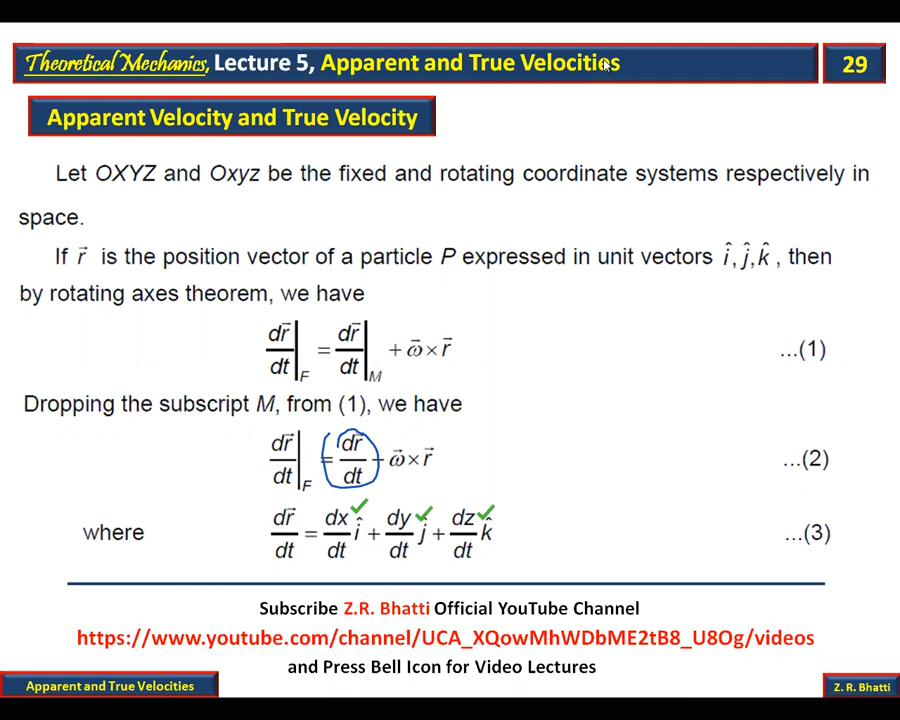 Theoretical Mechanics, Lecture 5, Apparent and True Velocities
29
Apparent Velocity and True Velocity
Let OXYZ and Oxyz be the fixed and rotating coordinate systems respectively in
space.
If r⃗ is the position vector of a particle P expressed in unit vectors î, ĵ, k̂, then
by rotating axes theorem, we have
dr⃗/dt|_F = dr⃗/dt|_M + ω⃗ × r⃗ ...(1)
Dropping the subscript M, from (1), we have
dr⃗/dt|_F = dr⃗/dt + ω⃗ × r⃗ ...(2)
where dr⃗/dt = dx/dt î + dy/dt ĵ + dz/dt k̂ ...(3)
Subscribe Z.R. Bhatti Official YouTube Channel
https://www.youtube.com/channel/UCA_XQowMhWDbME2tB8_U8Og/videos
and Press Bell Icon for Video Lectures
Apparent and True Velocities
Z. R. Bhatti